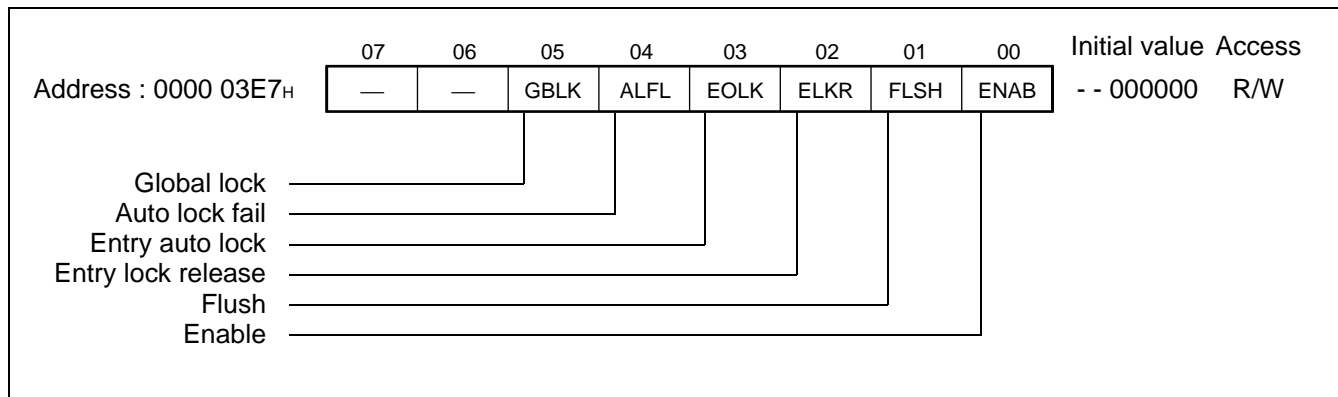 07 06 05 04 03 02 01 00 Initial value Access
Address : 0000 03E7H — — GBLK ALFL EOLK ELKR FLSH ENAB - - 000000 R/W
Global lock
Auto lock fail
Entry auto lock
Entry lock release
Flush
Enable